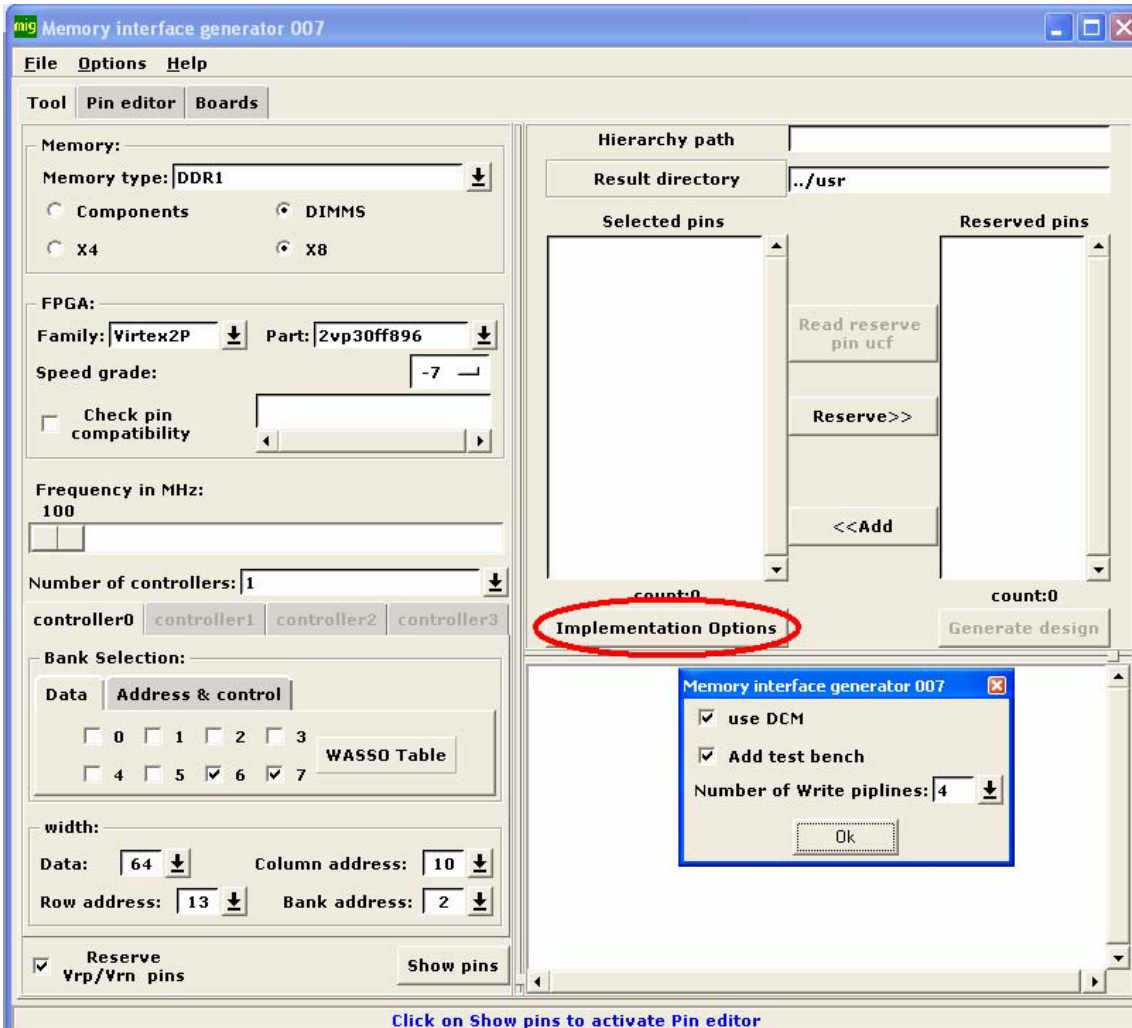 mig Memory interface generator 007
File Options Help
Tool Pin editor Boards
Memory:
Memory type: DDR1
Components DIMMS
X4 X8
FPGA:
Family: Virtex2P Part: 2vp30ff896
Speed grade: -7
Check pin
compatibility
Frequency in MHz:
100
Number of controllers: 1
controller0 controller1 controller2 controller3
Bank Selection:
Data Address & control
0 1 2 3
4 5 6 7
WASSO Table
width:
Data: 64 Column address: 10
Row address: 13 Bank address: 2
Reserve
Vrp/Vrn pins
Show pins
Hierarchy path
Result directory ../usr
Selected pins Reserved pins
Read reserve
pin ucf
Reserve>>
<<Add
count:0 count:0
Implementation Options Generate design
Memory interface generator 007
use DCM
Add test bench
Number of Write piplines: 4
Ok
Click on Show pins to activate Pin editor